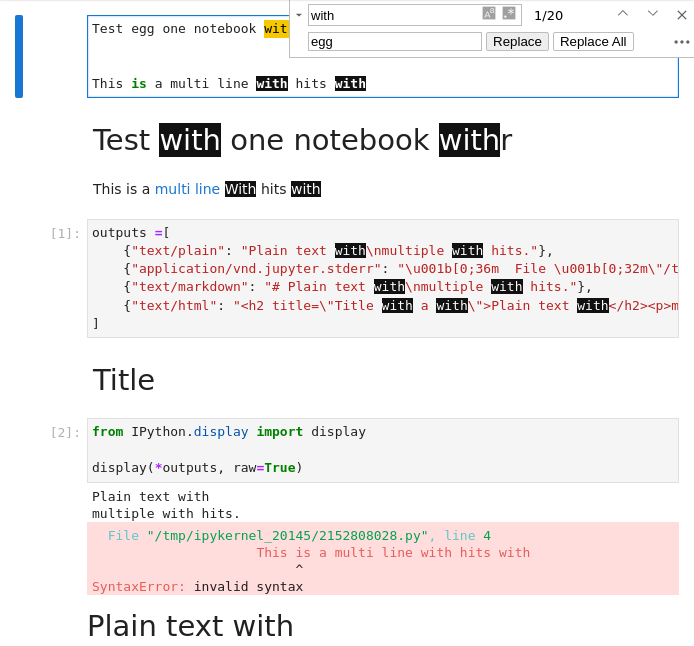 Test egg one notebook wit
with 1/20
egg Replace Replace All
This is a multi line with hits with
Test with one notebook withr
This is a multi line With hits with
[1]: outputs =[
{"text/plain": "Plain text with\nmultiple with hits."},
{"application/vnd.jupyter.stderr": "\u001b[0;36m  File \u001b[0;32m\"/t
{"text/markdown": "# Plain text with\nmultiple with hits."},
{"text/html": "<h2 title=\"Title with a with\">Plain text with</h2><p>m
]
Title
[2]: from IPython.display import display
display(*outputs, raw=True)
Plain text with
multiple with hits.
File "/tmp/ipykernel_20145/2152808028.py", line 4
This is a multi line with hits with
^
SyntaxError: invalid syntax
Plain text with